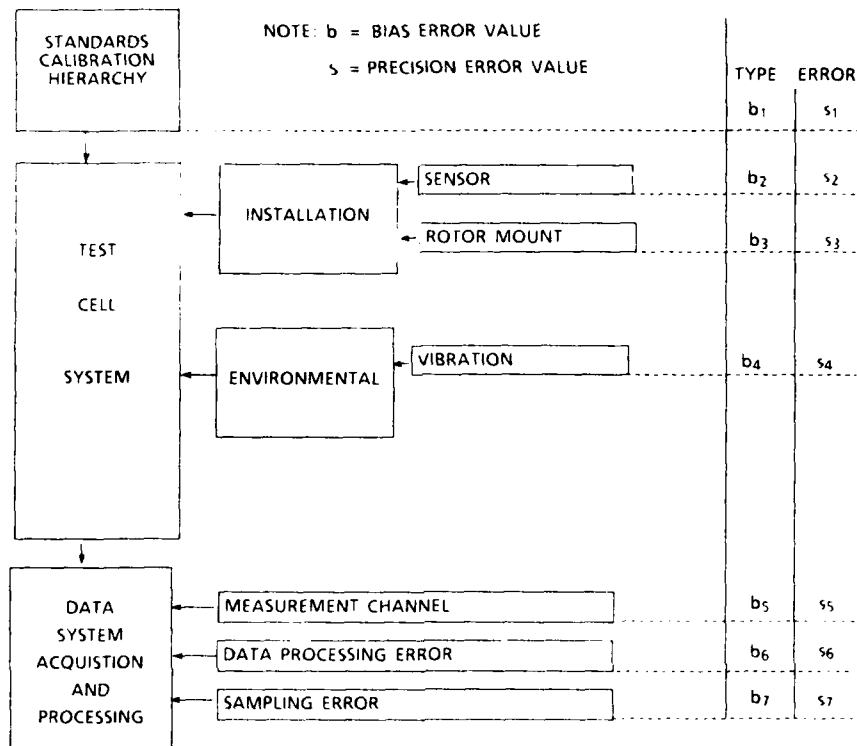 STANDARDS
CALIBRATION
HIERARCHY
NOTE: b = BIAS ERROR VALUE
s = PRECISION ERROR VALUE
TYPE ERROR
b1 s1
SENSOR b2 s2
INSTALLATION
ROTOR MOUNT b3 s3
TEST
CELL
SYSTEM
VIBRATION b4 s4
ENVIRONMENTAL
DATA
SYSTEM
ACQUISTION
AND
PROCESSING
MEASUREMENT CHANNEL b5 s5
DATA PROCESSING ERROR b6 s6
SAMPLING ERROR b7 s7